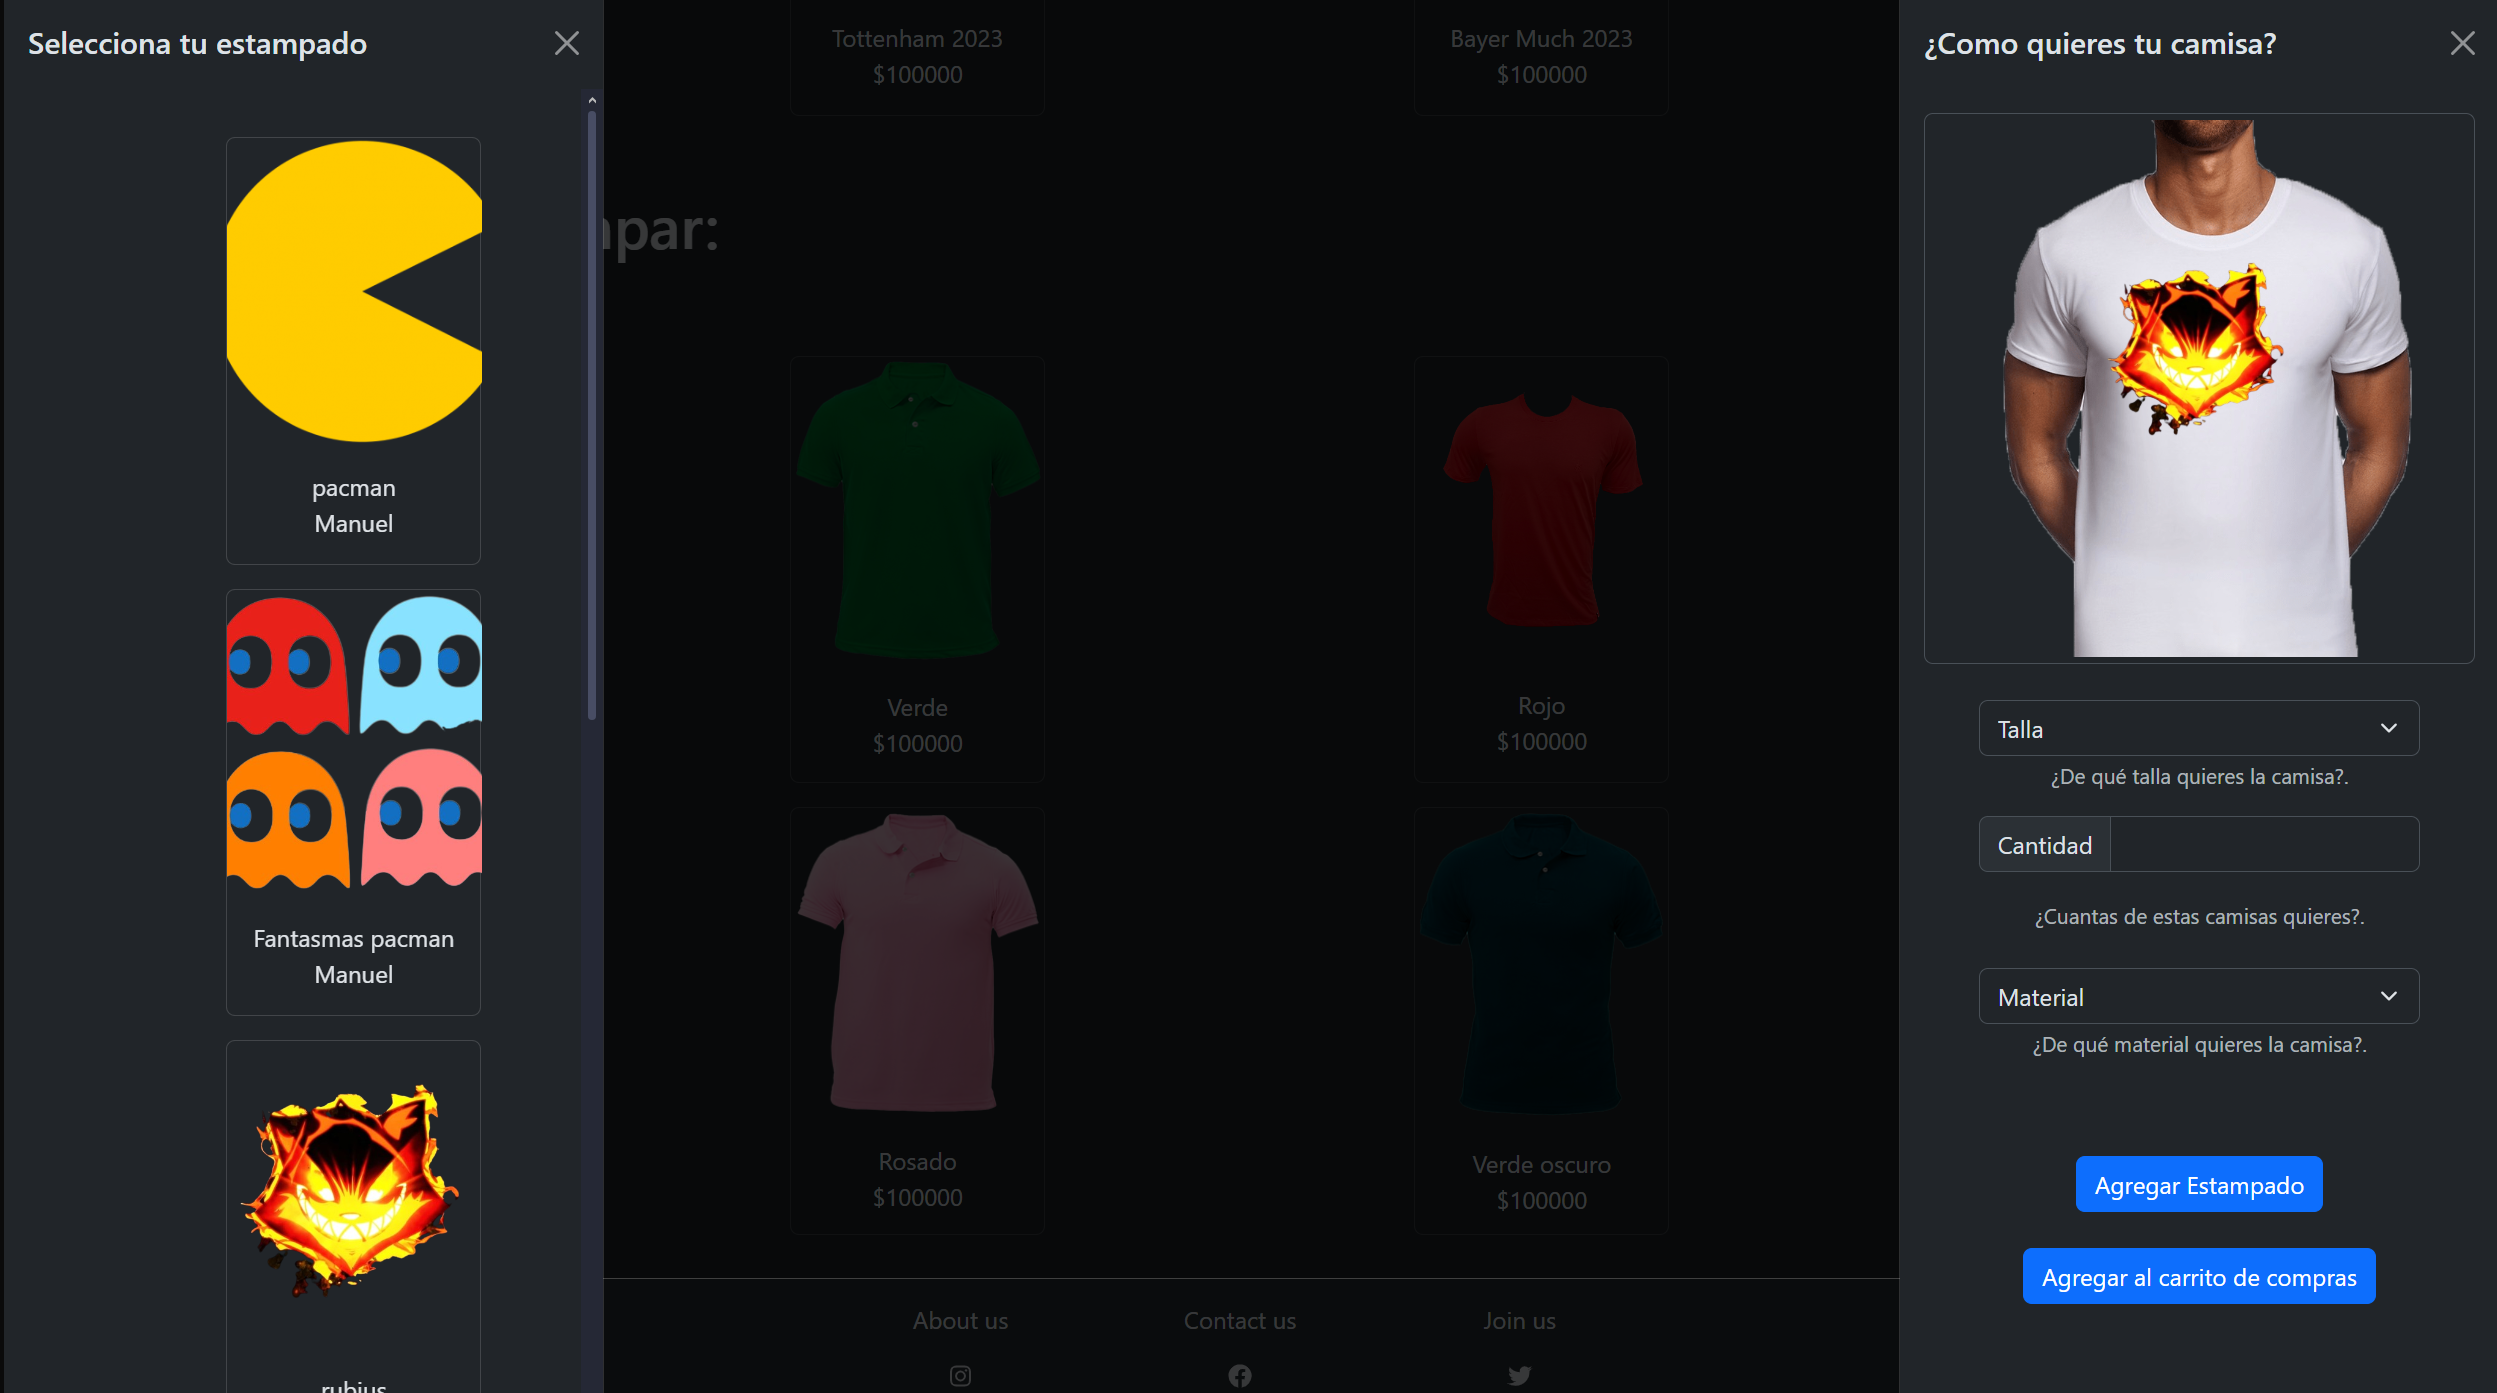 Selecciona tu estampado
pacman
Manuel
Fantasmas pacman
Manuel
rubius
Tottenham 2023
$100000
Bayer Much 2023
$100000
mpar:
Verde
$100000
Rojo
$100000
Rosado
$100000
Verde oscuro
$100000
About us
Contact us
Join us
¿Como quieres tu camisa?
Talla
¿De qué talla quieres la camisa?.
Cantidad
¿Cuantas de estas camisas quieres?.
Material
¿De qué material quieres la camisa?.
Agregar Estampado
Agregar al carrito de compras